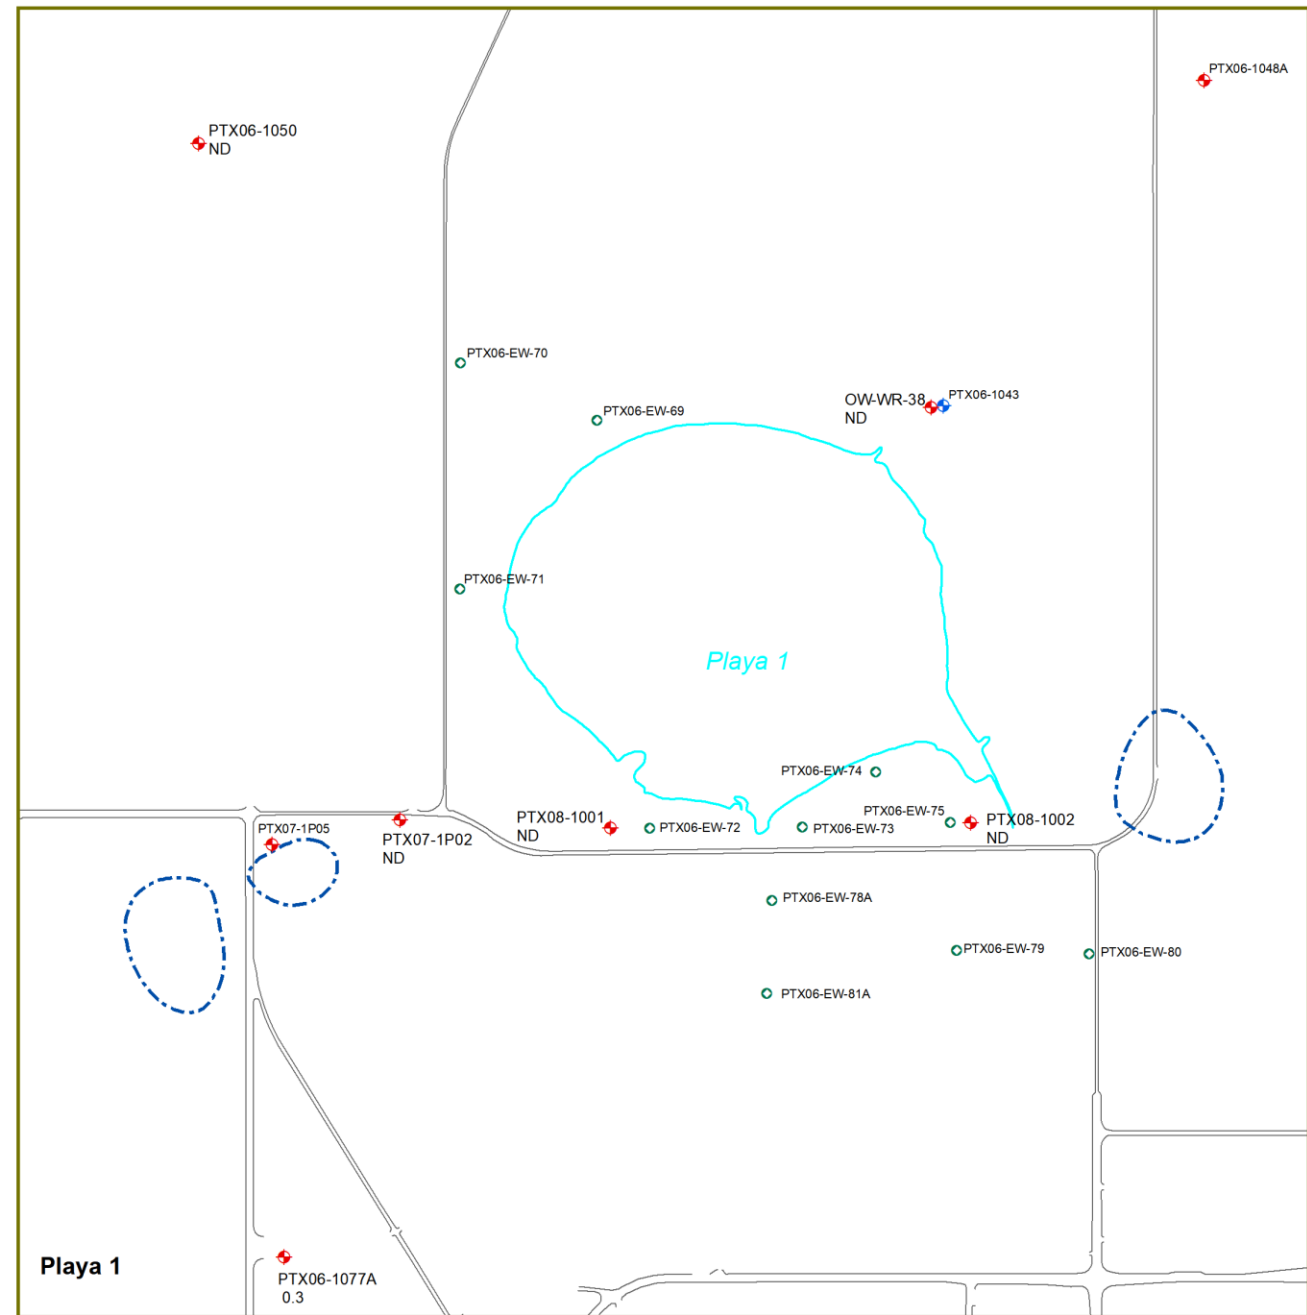 PTX06-1048A
PTX06-1050
ND
PTX06-EW-70
OW-WR-38
ND
PTX06-1043
PTX06-EW-69
PTX06-EW-71
Playa 1
PTX06-EW-74
PTX06-EW-75
PTX08-1001
ND
PTX06-EW-72
PTX06-EW-73
PTX08-1002
ND
PTX07-1P05
PTX07-1P02
ND
PTX06-EW-78A
PTX06-EW-79
PTX06-EW-80
PTX06-EW-81A
Playa 1
PTX06-1077A
0.3